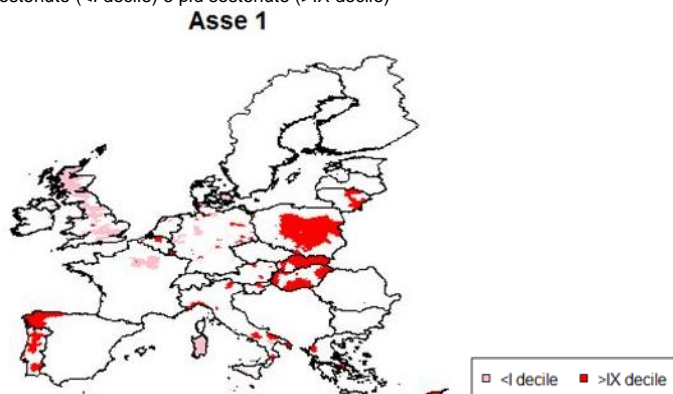 sostenute (<I decile) e più sostenute (>IX decile)
Asse 1
<I decile >IX decile